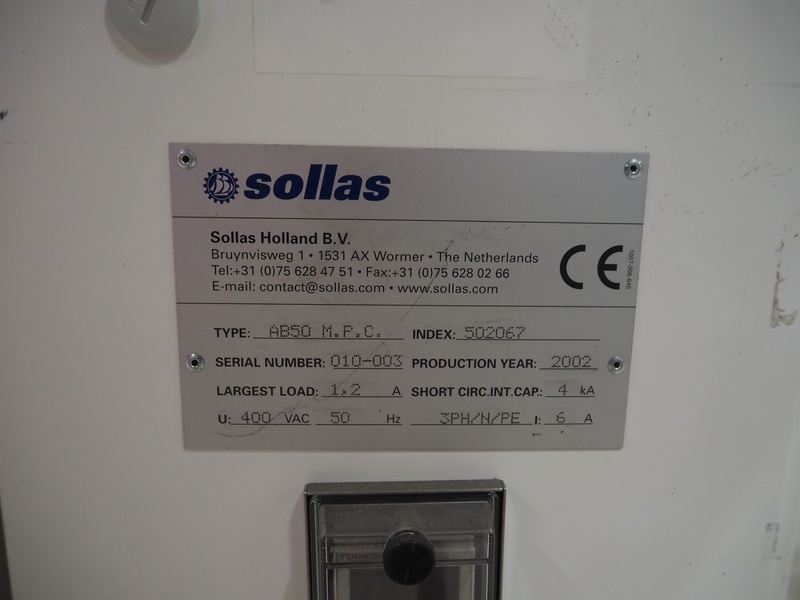 sollas
Sollas Holland B.V.
Bruynvisweg 1 • 1531 AX Wormer • The Netherlands
Tel:+31 (0)75 628 47 51 • Fax:+31 (0)75 628 02 66
E-mail: contact@sollas.com • www.sollas.com
CE
TYPE: AB50 M.P.C. INDEX: 502067
SERIAL NUMBER: 010-003 PRODUCTION YEAR: 2002
LARGEST LOAD: 1.2 A SHORT CIRC.INT.CAP.: 4 kA
U: 400 VAC 50 Hz 3PH/N/PE I: 6 A